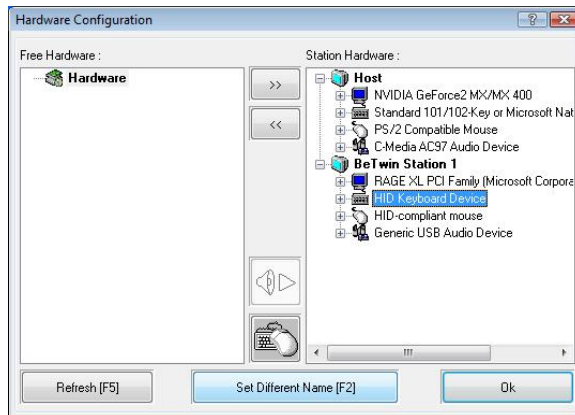 Hardware Configuration
Free Hardware :
Hardware
>>
<<
Station Hardware :
Host
NVIDIA GeForce2 MX/MX 400
Standard 101/102-Key or Microsoft Nat
PS/2 Compatible Mouse
C-Media AC97 Audio Device
BeTwin Station 1
RAGE XL PCI Family (Microsoft Corpora
HID Keyboard Device
HID-compliant mouse
Generic USB Audio Device
Refresh [F5]
Set Different Name [F2]
Ok